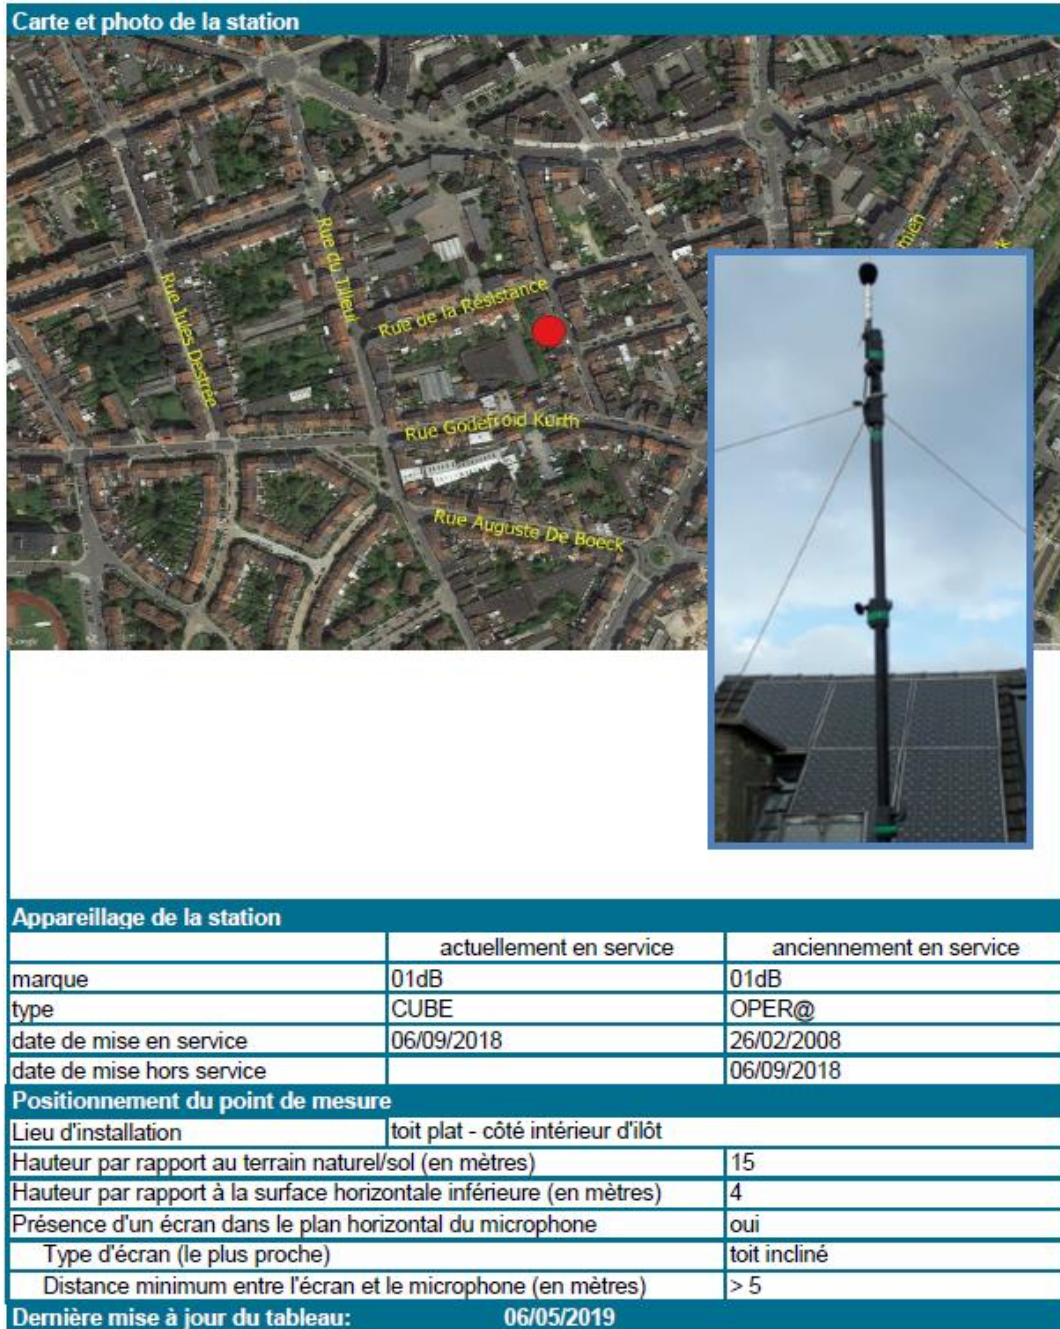 Carte et photo de la station
Rue Jules Destrée
Rue du Tilleul
Rue de la Résistance
Rue Godefroid Kurth
Rue Auguste De Boeck
Appareillage de la station
actuellement en service anciennement en service
marque 01dB 01dB
type CUBE OPER@
date de mise en service 06/09/2018 26/02/2008
date de mise hors service 06/09/2018
Positionnement du point de mesure
Lieu d'installation toit plat - côté intérieur d'ilôt
Hauteur par rapport au terrain naturel/sol (en mètres) 15
Hauteur par rapport à la surface horizontale inférieure (en mètres) 4
Présence d'un écran dans le plan horizontal du microphone oui
Type d'écran (le plus proche) toit incliné
Distance minimum entre l'écran et le microphone (en mètres) > 5
Dernière mise à jour du tableau: 06/05/2019